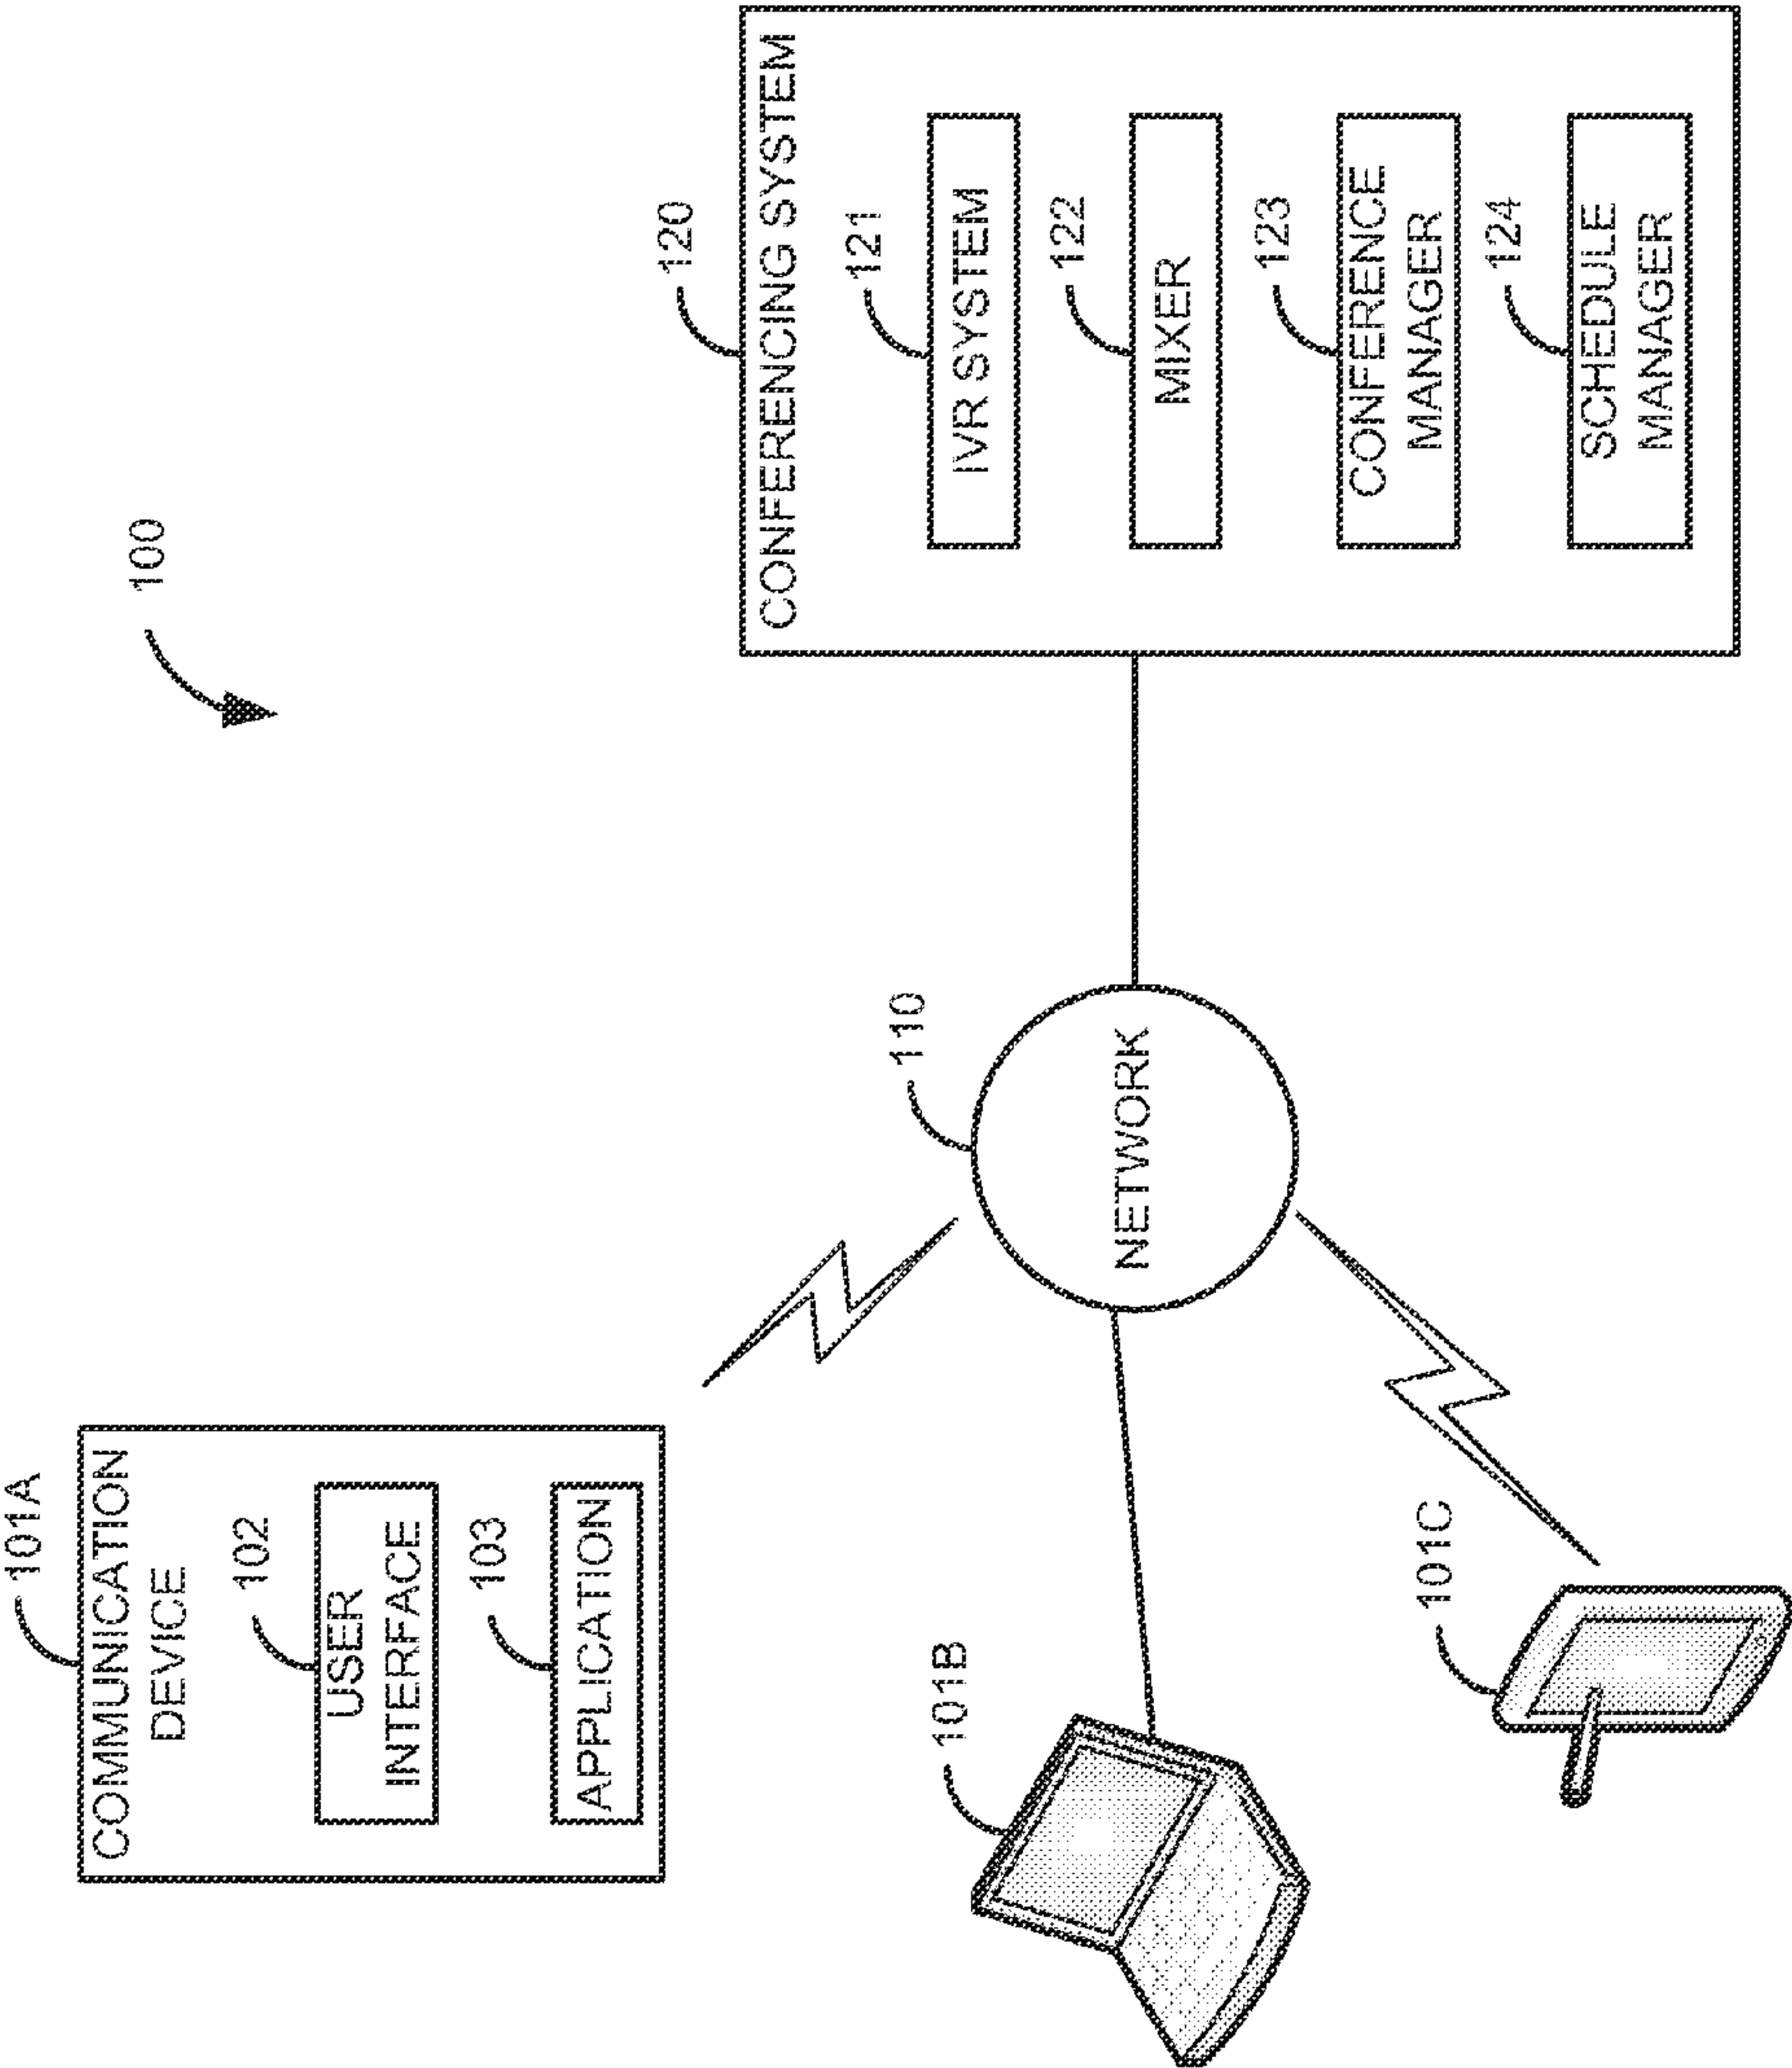 100
101A
COMMUNICATION
DEVICE
102
USER
INTERFACE
103
APPLICATION
101B
101C
110
NETWORK
120
CONFERENCING SYSTEM
121
IVR SYSTEM
122
MIXER
123
CONFERENCE
MANAGER
124
SCHEDULE
MANAGER